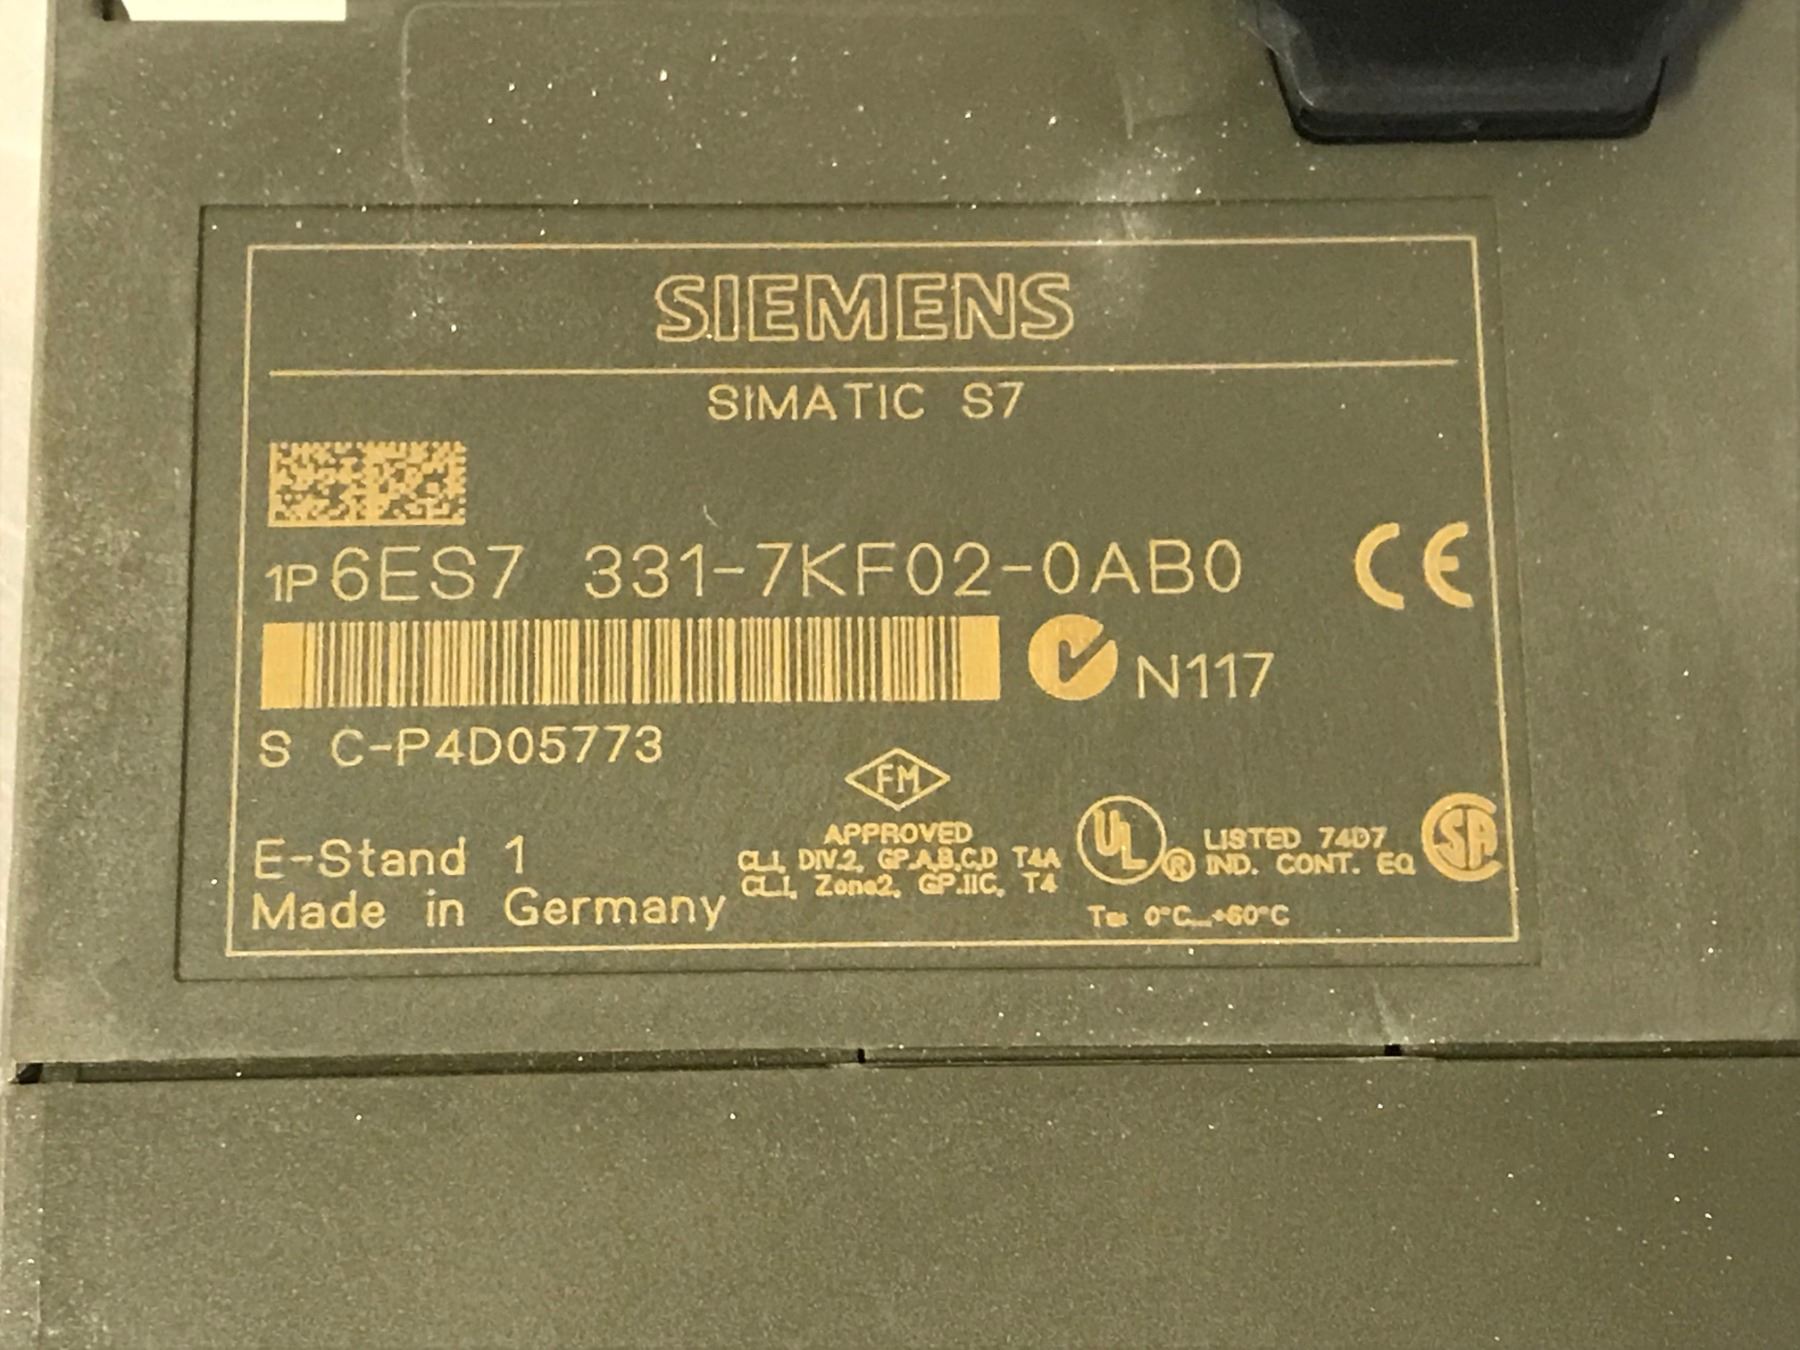 SIEMENS
SIMATIC S7
1P 6ES7 331-7KF02-0AB0
CE
N117
S C-P4D05773
FM
APPROVED
CL.I, DIV.2, GP.A,B,C,D T4A
CL.I, Zone2, GP.IIC, T4
UL ®
LISTED 74D7
IND. CONT. EQ
SA
E-Stand 1
Made in Germany
0°C...+60°C